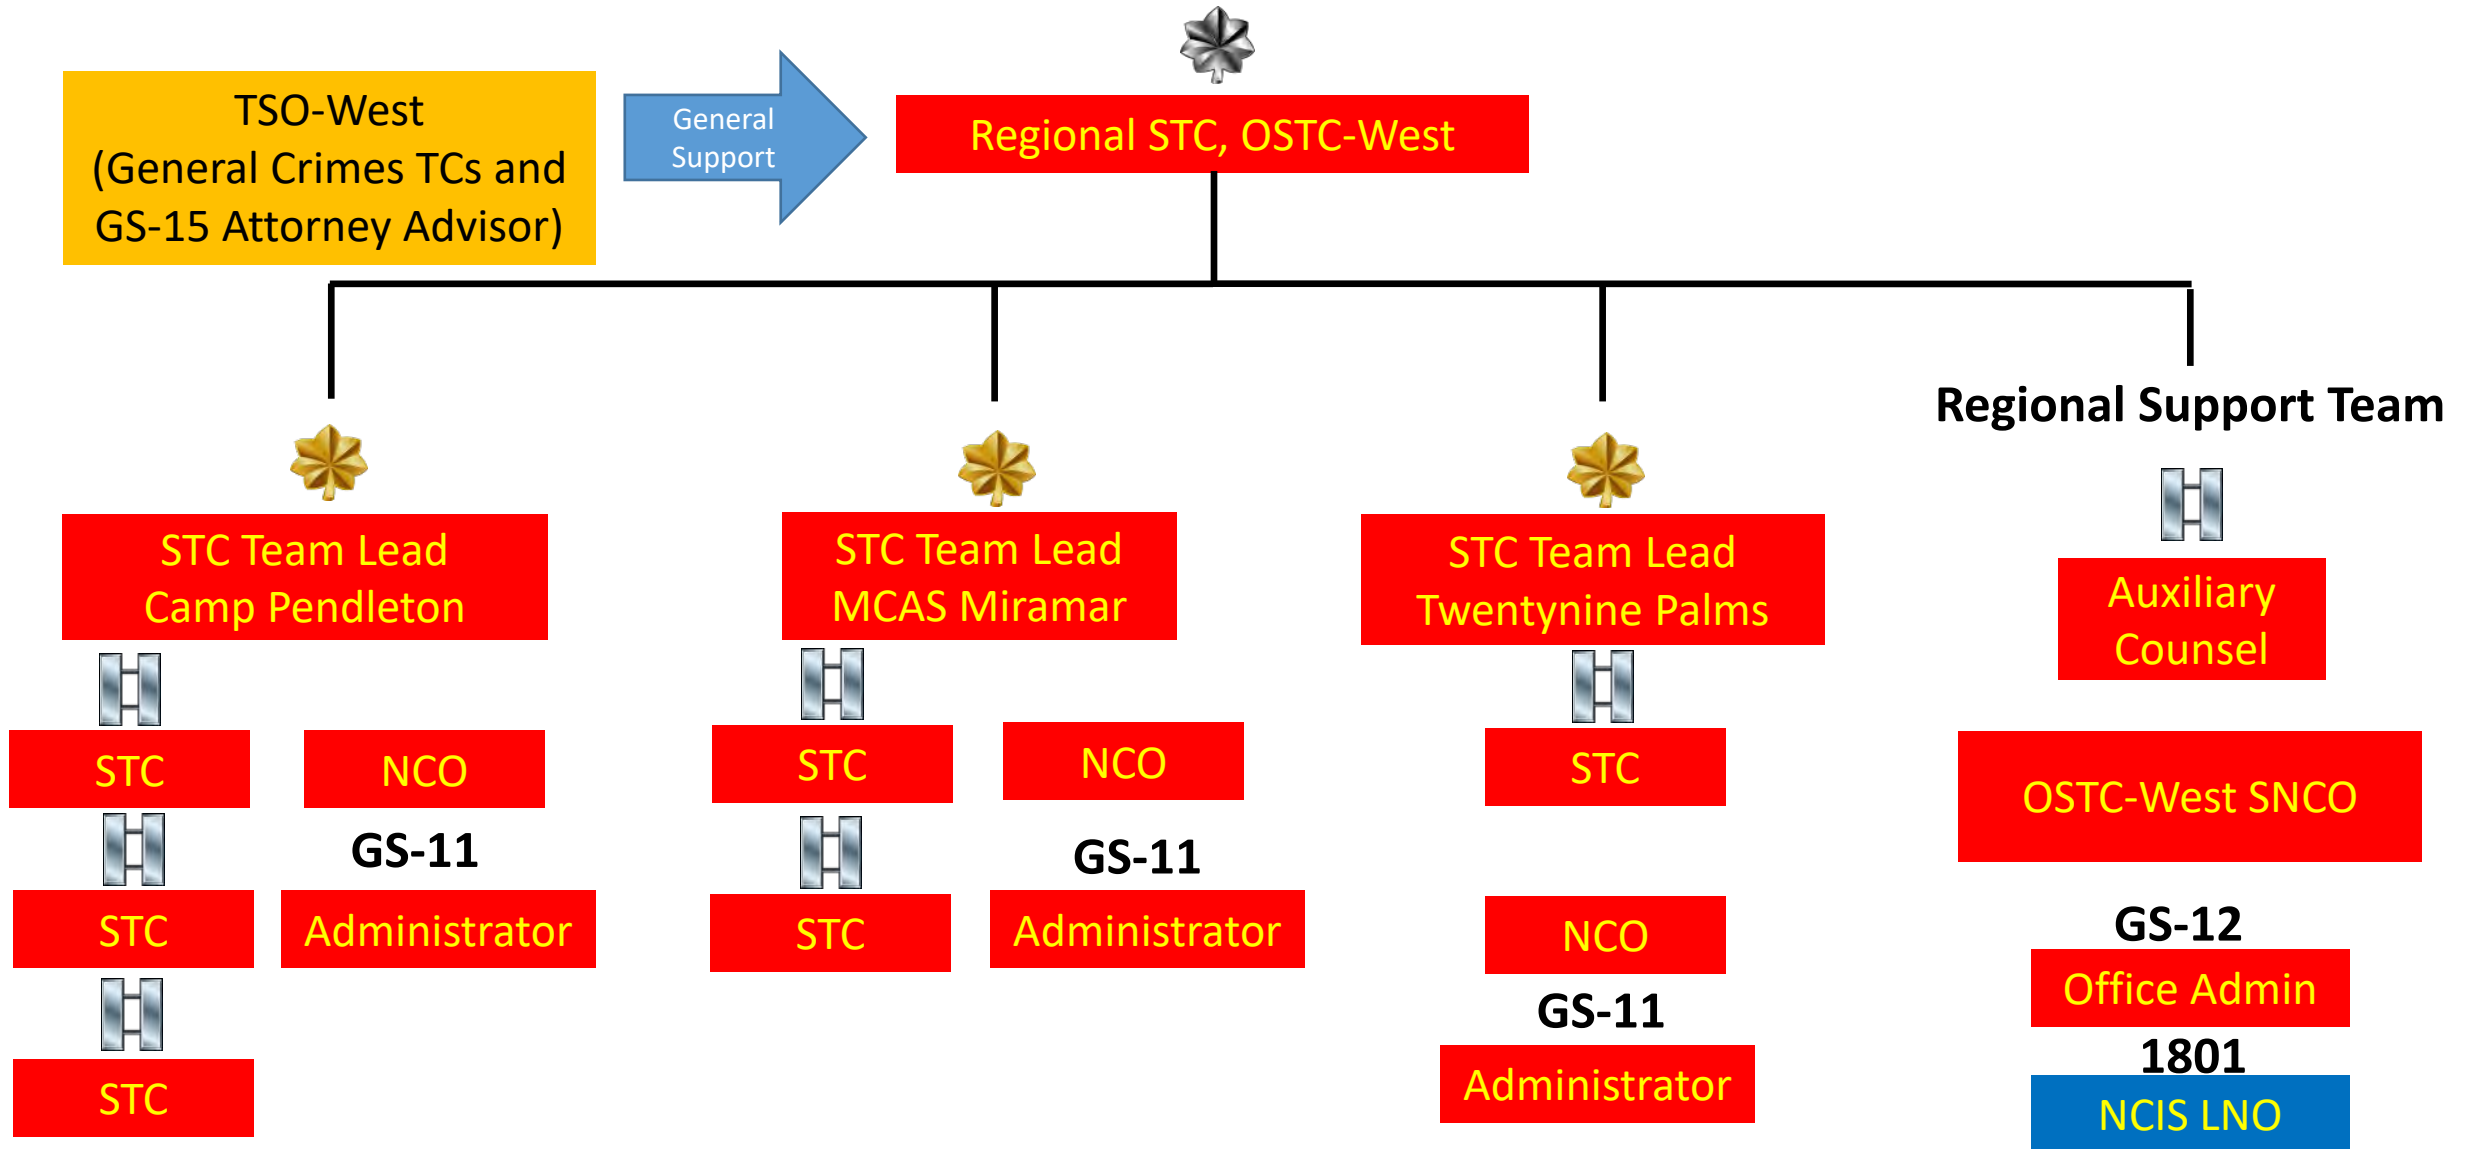 TSO-West
(General Crimes TCs and
GS-15 Attorney Advisor)
General
Support
Regional STC, OSTC-West
STC Team Lead
Camp Pendleton
STC
NCO
GS-11
STC
Administrator
STC
STC Team Lead
MCAS Miramar
STC
NCO
GS-11
STC
Administrator
STC Team Lead
Twentynine Palms
STC
NCO
GS-11
Administrator
Regional Support Team
Auxiliary
Counsel
OSTC-West SNCO
GS-12
Office Admin
1801
NCIS LNO